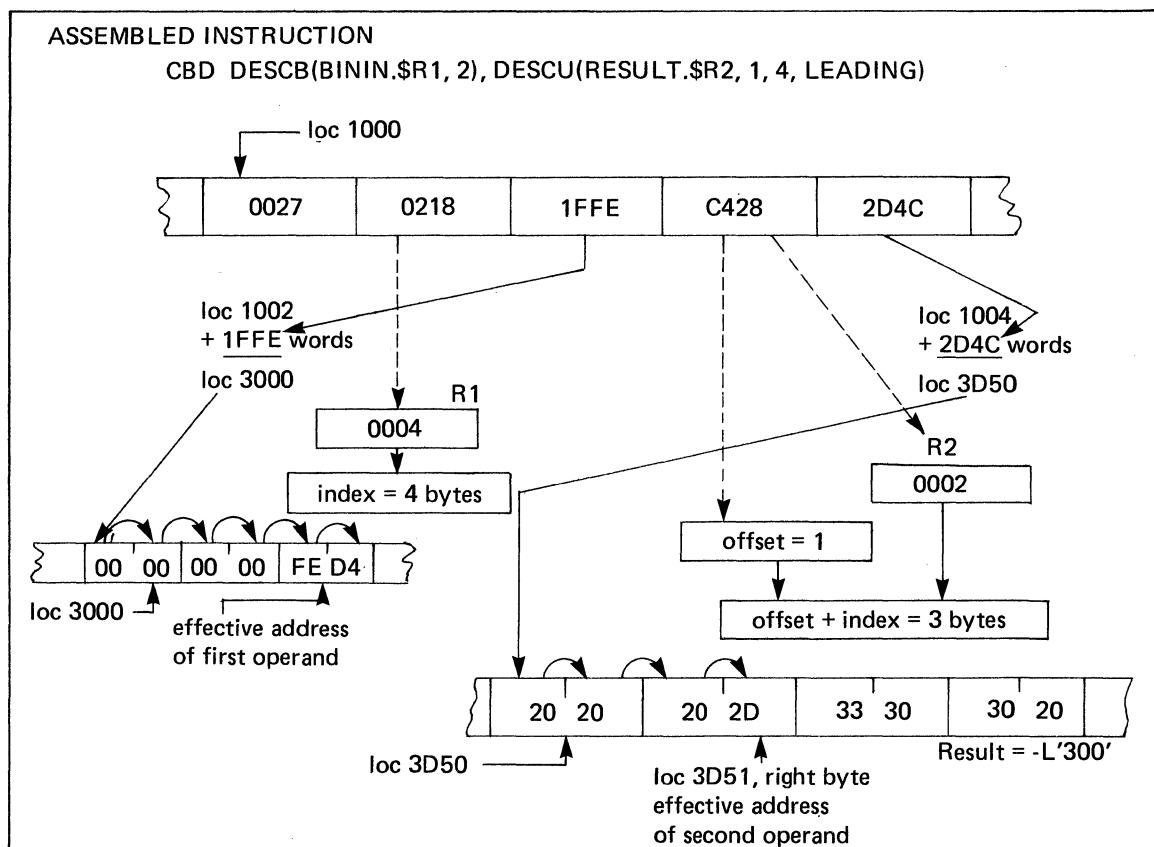 ASSEMBLED INSTRUCTION
CBD DESCB(BININ.$R1, 2), DESCU(RESULT.$R2, 1, 4, LEADING)
loc 1000
0027 0218 1FFE C428 2D4C
loc 1002
+ 1FFE words
loc 3000
loc 1004
+ 2D4C words
loc 3D50
R1
0004
index = 4 bytes
R2
0002
offset = 1
offset + index = 3 bytes
00 00 00 00 FE D4
loc 3000
effective address
of first operand
20 20 20 2D 33 30 30 20
Result = -L'300'
loc 3D50
loc 3D51, right byte
effective address
of second operand